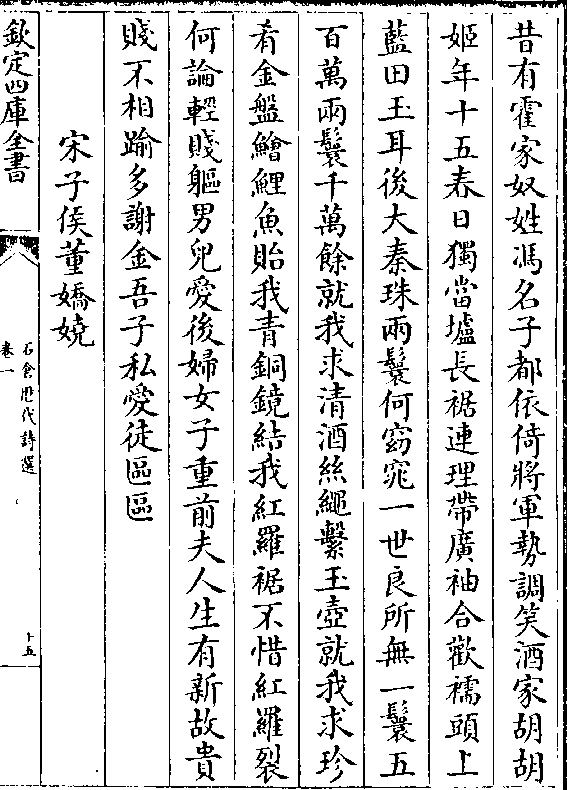 昔有霍家奴姓馮名子都依倚將軍勢調笑酒家胡胡
姬年十五春日獨當壚長裾連理帶廣袖合歡襦頭上
藍田玉耳後大秦珠兩鬟何窈窕一世良所無一鬟五
百萬兩鬟千萬餘就我求清酒絲繩繫玉壺就我求珍
肴金盤鱠鯉魚貽我青銅鏡結我紅羅裾不惜紅羅裂
何論輕賤軀男兒愛後婦女子重前夫人生有新故貴
賤不相踰多謝金吾子私愛徒區區
宋子侯董嬌嬈
欽定四庫全書
石倉歷代詩選
卷一
十五